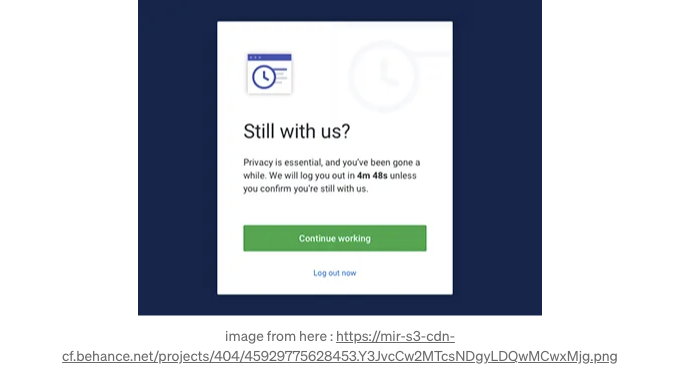 Still with us?
Privacy is essential, and you've been gone a
while. We will log you out in 4m 48s unless
you confirm you're still with us.
Continue working
Log out now
image from here : https://mir-s3-cdn-
cf.behance.net/projects/404/45929775628453.Y3JvcCw2MTcsNDgyLDQwMCwxMjg.png